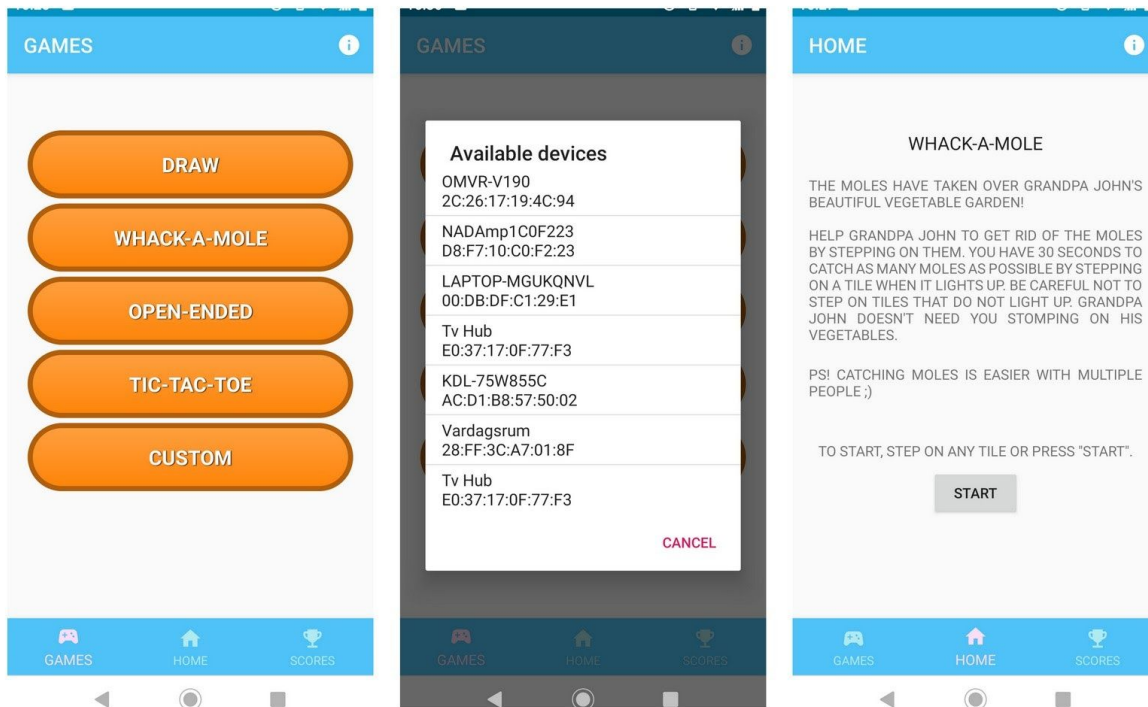 GAMES
DRAW
WHACK-A-MOLE
OPEN-ENDED
TIC-TAC-TOE
CUSTOM
GAMES
HOME
SCORES
GAMES
Available devices
OMVR-V190
2C:26:17:19:4C:94
NADAmp1C0F223
D8:F7:10:C0:F2:23
LAPTOP-MGUKQNVL
00:DB:DF:C1:29:E1
Tv Hub
E0:37:17:0F:77:F3
KDL-75W855C
AC:D1:B8:57:50:02
Vardagsrum
28:FF:3C:A7:01:8F
Tv Hub
E0:37:17:0F:77:F3
CANCEL
GAMES
HOME
SCORES
HOME
WHACK-A-MOLE
THE MOLES HAVE TAKEN OVER GRANDPA JOHN'S
BEAUTIFUL VEGETABLE GARDEN!
HELP GRANDPA JOHN TO GET RID OF THE MOLES
BY STEPPING ON THEM. YOU HAVE 30 SECONDS TO
CATCH AS MANY MOLES AS POSSIBLE BY STEPPING
ON A TILE WHEN IT LIGHTS UP. BE CAREFUL NOT TO
STEP ON TILES THAT DO NOT LIGHT UP. GRANDPA
JOHN DOESN'T NEED YOU STOMPING ON HIS
VEGETABLES.
PS! CATCHING MOLES IS EASIER WITH MULTIPLE
PEOPLE ;)
TO START, STEP ON ANY TILE OR PRESS "START".
START
GAMES
HOME
SCORES